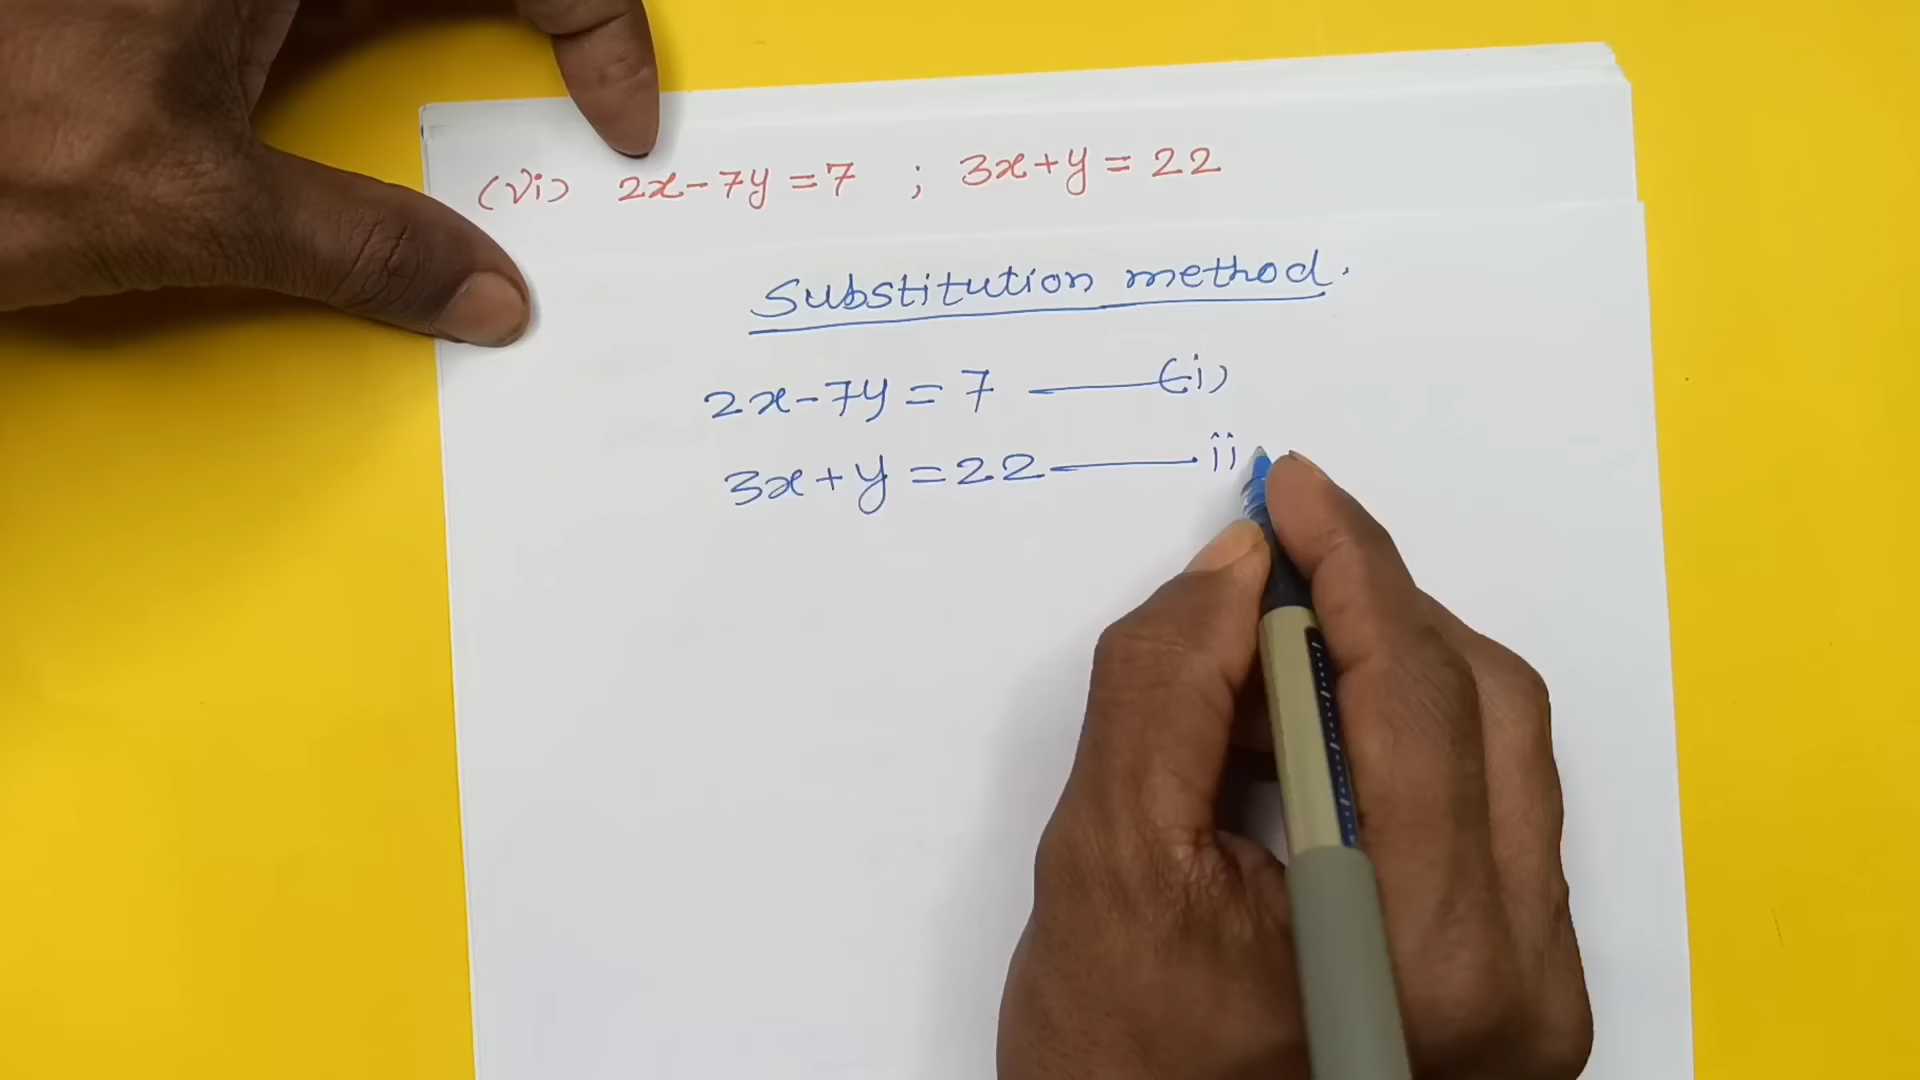 (vi) 2x-7y=7 ; 3x+y=22
Substitution method.
2x-7y=7 ——(i)
3x+y=22 —— ii